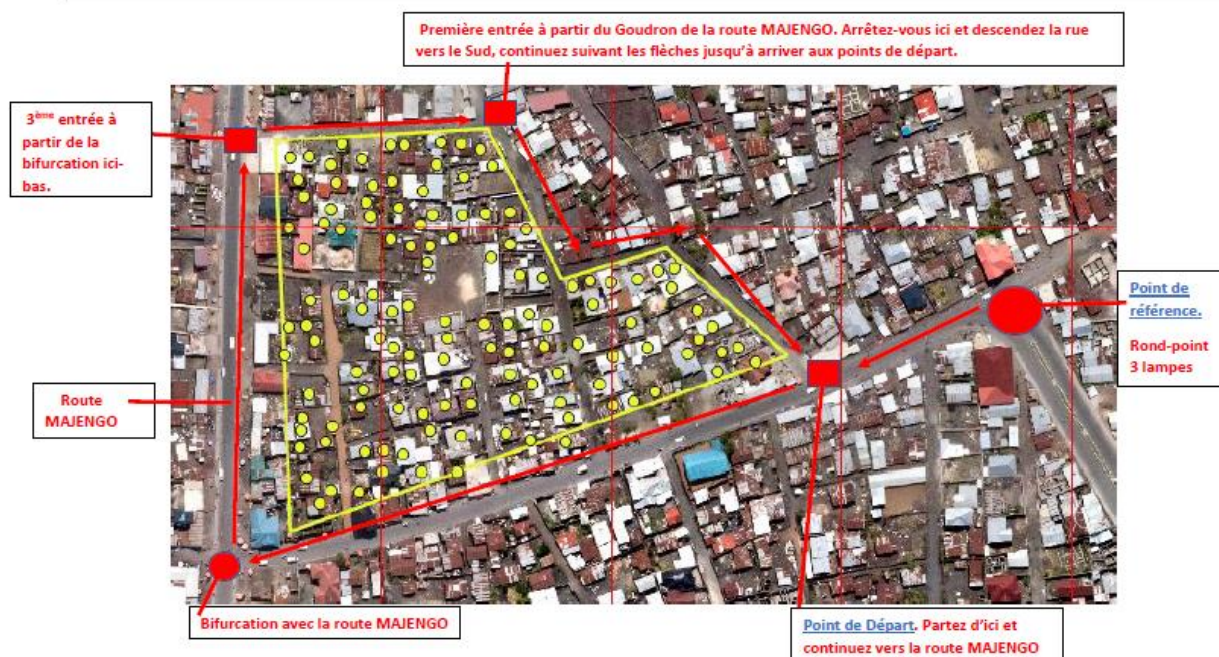 Première entrée à partir du Goudron de la route MAJENGO. Arrêtez-vous ici et descendez la rue
vers le Sud, continuez suivant les flèches jusqu'à arriver aux points de départ.
3ème entrée à
partir de la
bifurcation ici-
bas.
Point de
référence.
Rond-point
3 lampes
Route
MAJENGO
Bifurcation avec la route MAJENGO
Point de Départ. Partez d'ici et
continuez vers la route MAJENGO